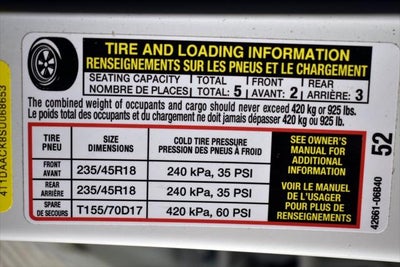 TIRE AND LOADING INFORMATION
RENSEIGNEMENTS SUR LES PNEUS ET LE CHARGEMENT
SEATING CAPACITY TOTAL: 5 FRONT: 2 REAR: 3
NOMBRE DE PLACES TOTAL: AVANT: ARRIÈRE:
The combined weight of occupants and cargo should never exceed 420 kg or 925 lbs.
Le poids total des occupants et du chargement ne doit jamais dépasser 420 kg ou 925 lb.
TIRE PNEU SIZE DIMENSIONS COLD TIRE PRESSURE PRESSION DES PNEUS À FROID
FRONT AVANT 235/45R18 240 kPa, 35 PSI
REAR ARRIÈRE 235/45R18 240 kPa, 35 PSI
SPARE DE SECOURS T155/70D17 420 kPa, 60 PSI
SEE OWNER'S
MANUAL FOR
ADDITIONAL
INFORMATION
VOIR LE MANUEL
DE L'USAGER
POUR PLUS DE
RENSEIGNEMENTS
52
42661-06B40